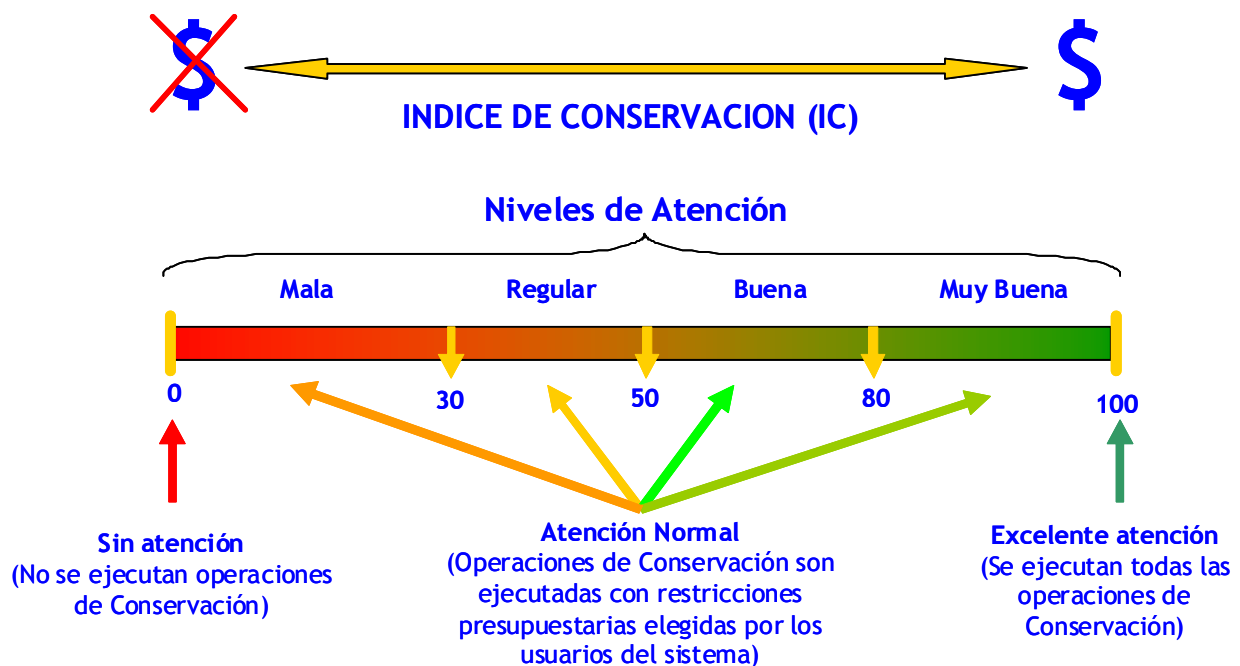 $ $
INDICE DE CONSERVACION (IC)
Niveles de Atención
Mala Regular Buena Muy Buena
0 30 50 80 100
Sin atención
(No se ejecutan operaciones
de Conservación)
Atención Normal
(Operaciones de Conservación son
ejecutadas con restricciones
presupuestarias elegidas por los
usuarios del sistema)
Excelente atención
(Se ejecutan todas las
operaciones de
Conservación)